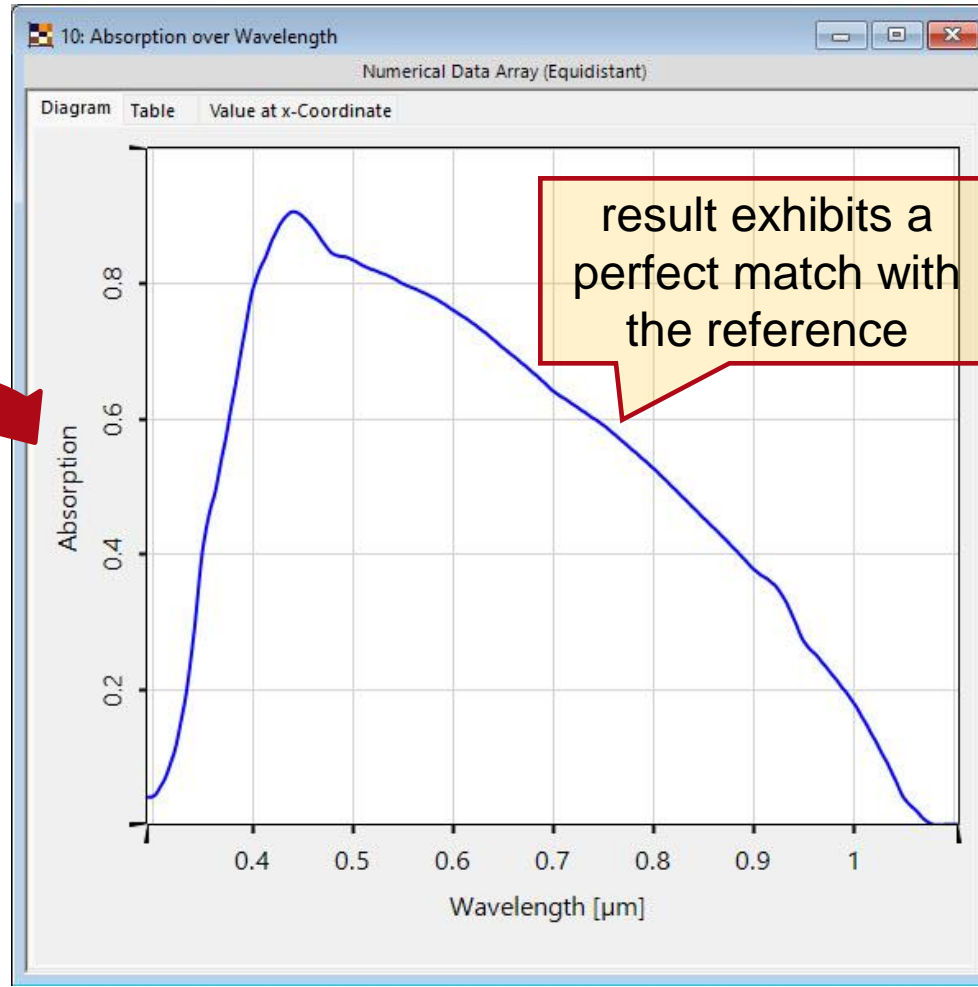 10: Absorption over Wavelength
Numerical Data Array (Equidistant)
Diagram Table Value at x-Coordinate
result exhibits a
perfect match with
the reference
Absorption
0.8
0.6
0.4
0.2
0.4 0.5 0.6 0.7 0.8 0.9 1
Wavelength [µm]